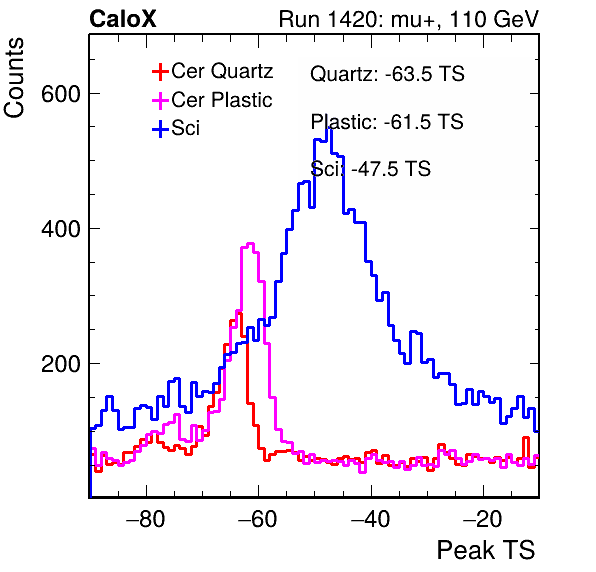 CaloX Run 1420: mu+, 110 GeV
Counts
Cer Quartz
Cer Plastic
Sci
Quartz: -63.5 TS
Plastic: -61.5 TS
Sci: -47.5 TS
600
400
200
−80 −60 −40 −20
Peak TS